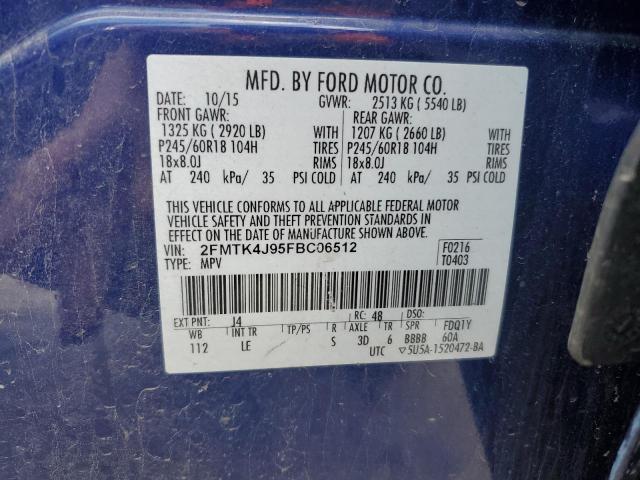 MFD. BY FORD MOTOR CO.
DATE: 10/15 GVWR: 2513 KG ( 5540 LB)
FRONT GAWR: REAR GAWR:
1325 KG ( 2920 LB) WITH 1207 KG ( 2660 LB) WITH
P245/60R18 104H TIRES P245/60R18 104H TIRES
18x8.0J RIMS 18x8.0J RIMS
AT 240 kPa/ 35 PSI COLD AT 240 kPa/ 35 PSI COLD
THIS VEHICLE CONFORMS TO ALL APPLICABLE FEDERAL MOTOR
VEHICLE SAFETY AND THEFT PREVENTION STANDARDS IN
EFFECT ON THE DATE OF MANUFACTURE SHOWN ABOVE.
VIN: 2FMTK4J95FBC06512 F0216
TYPE: MPV T0403
EXT PNT: J4 RC: 48 DSO: FDQ1Y
WB INT TR TP/PS R AXLE TR SPR 60A
112 LE S 3D 6 BBBB
UTC ▽5U5A-1520472-BA